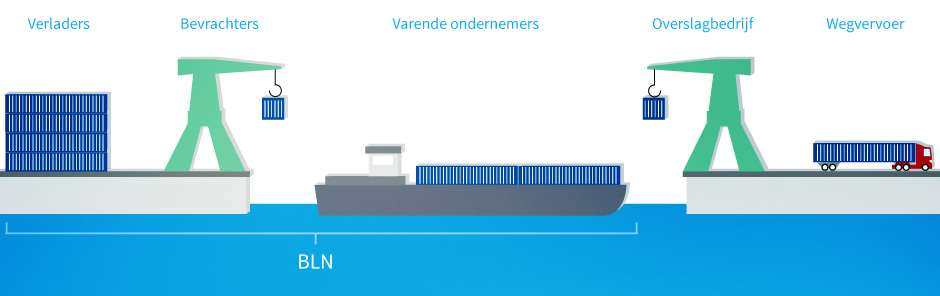 Verladers
Bevrachters
Varende ondernemers
Overslagbedrijf
Wegvervoer
BLN